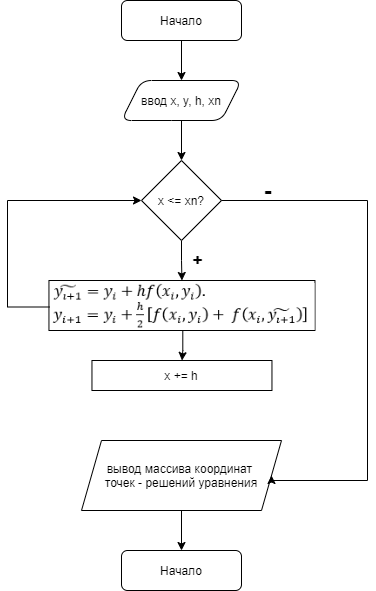 Начало
ввод x, y, h, xn
x <= xn?
-
+
\widetilde{y_{i+1}} = y_i + hf(x_i, y_i).
y_{i+1} = y_i + \frac{h}{2}[f(x_i, y_i) + f(x_i, \widetilde{y_{i+1}})]
x += h
вывод массива координат
точек - решений уравнения
Начало